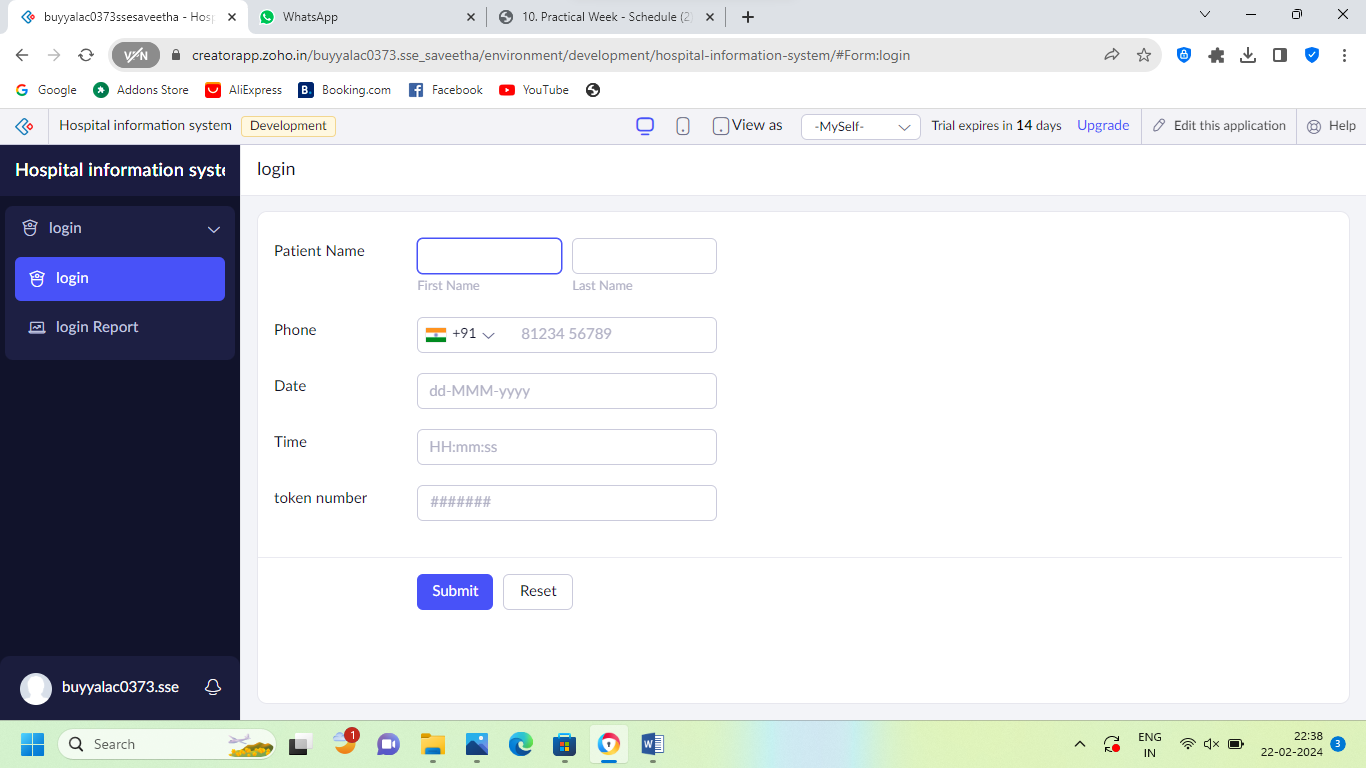 buyyalac0373ssesaveetha - Hosp
WhatsApp
10. Practical Week - Schedule (2)
VPN
creatorapp.zoho.in/buyyalac0373.sse_saveetha/environment/development/hospital-information-system/#Form:login
Google
Addons Store
AliExpress
B. Booking.com
Facebook
YouTube
Hospital information system
Development
View as
-MySelf-
Trial expires in 14 days
Upgrade
Edit this application
Help
Hospital information syste
login
login
login
login Report
Patient Name
First Name
Last Name
Phone
+91
81234 56789
Date
dd-MMM-yyyy
Time
HH:mm:ss
token number
#######
Submit
Reset
buyyalac0373.sse
Search
1
ENG
IN
22:38
22-02-2024
3